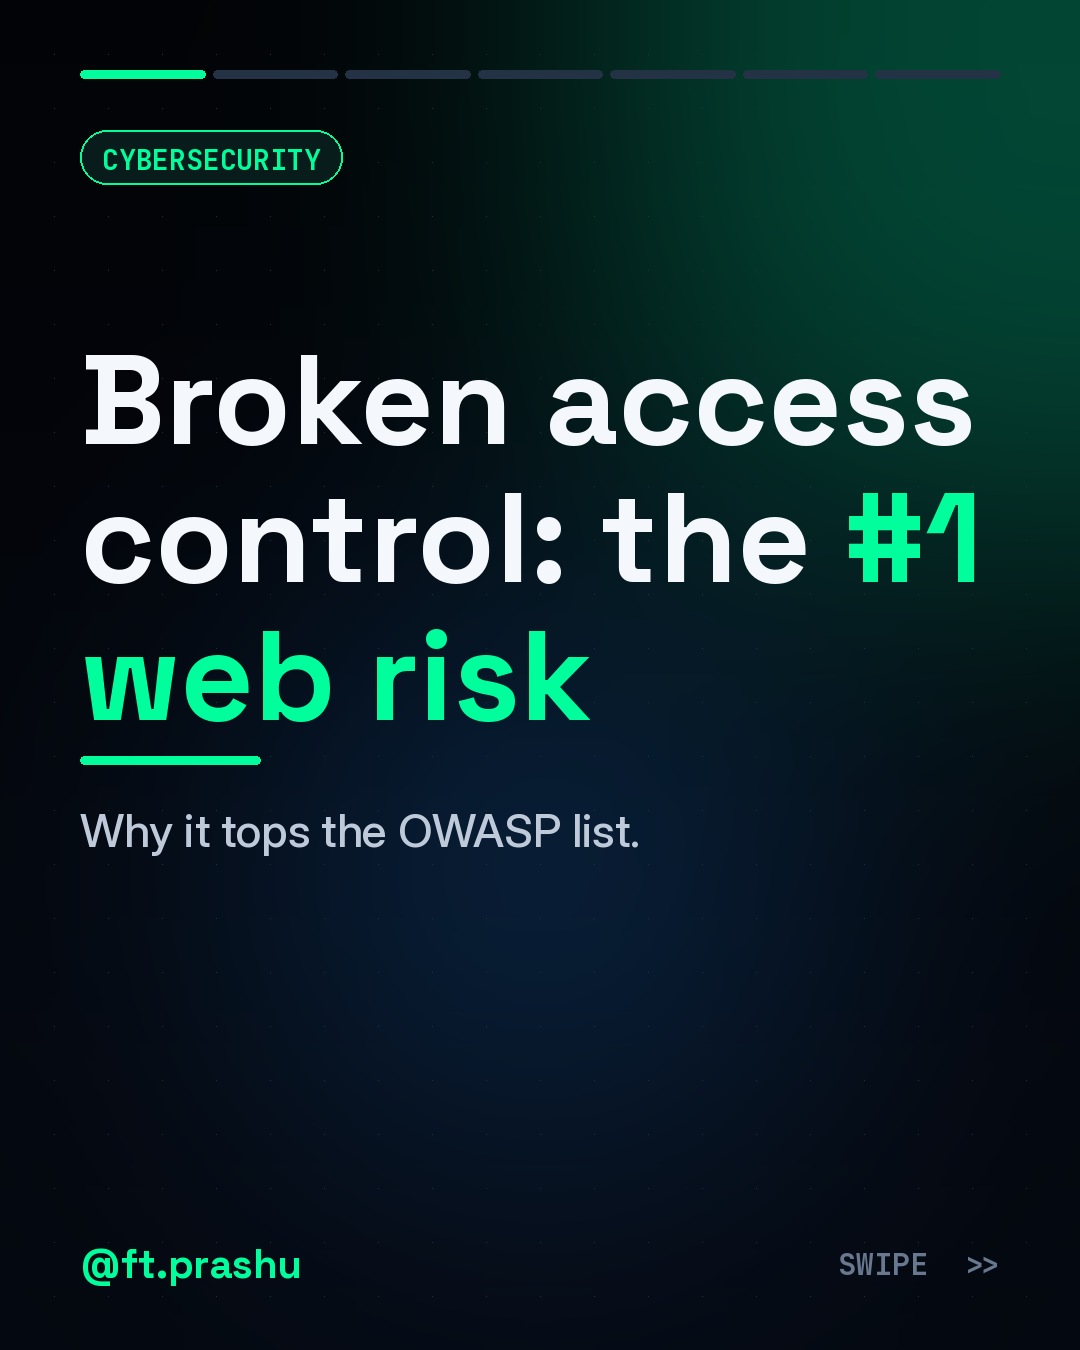 CYBERSECURITY
Broken access
control: the #1
web risk
Why it tops the OWASP list.
@ft.prashu
SWIPE >>